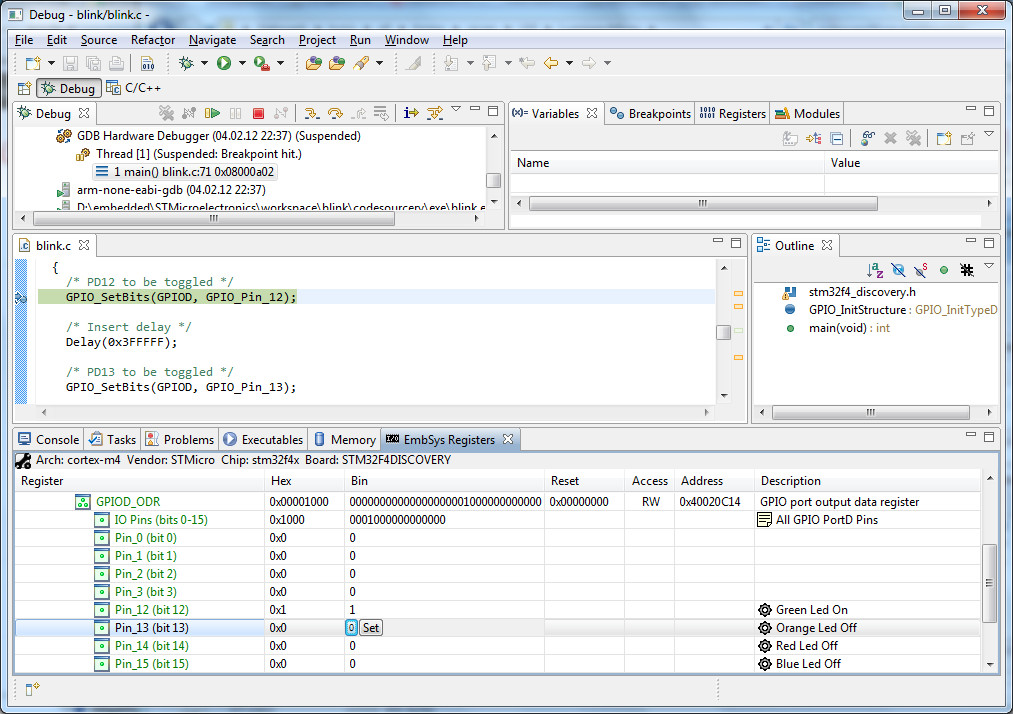 Debug - blink/blink.c -
File Edit Source Refactor Navigate Search Project Run Window Help
Debug C/C++
Debug
GDB Hardware Debugger (04.02.12 22:37) (Suspended)
Thread [1] (Suspended: Breakpoint hit.)
1 main() blink.c:71 0x08000a02
arm-none-eabi-gdb (04.02.12 22:37)
D:\embedded\STMicroelectronics\workspace\blink\codesourcery\exe\blink.e
(x)= Variables Breakpoints Registers Modules
Name Value
blink.c
{
/* PD12 to be toggled */
GPIO_SetBits(GPIOD, GPIO_Pin_12);
/* Insert delay */
Delay(0x3FFFFF);
/* PD13 to be toggled */
GPIO_SetBits(GPIOD, GPIO_Pin_13);
Outline
stm32f4_discovery.h
GPIO_InitStructure : GPIO_InitTypeD
main(void) : int
Console Tasks Problems Executables Memory EmbSys Registers
Arch: cortex-m4 Vendor: STMicro Chip: stm32f4x Board: STM32F4DISCOVERY
Register Hex Bin Reset Access Address Description
GPIOD_ODR 0x00001000 00000000000000000001000000000000 0x00000000 RW 0x40020C14 GPIO port output data register
IO Pins (bits 0-15) 0x1000 0001000000000000 All GPIO PortD Pins
Pin_0 (bit 0) 0x0 0
Pin_1 (bit 1) 0x0 0
Pin_2 (bit 2) 0x0 0
Pin_3 (bit 3) 0x0 0
Pin_12 (bit 12) 0x1 1 Green Led On
Pin_13 (bit 13) 0x0 0 Set Orange Led Off
Pin_14 (bit 14) 0x0 0 Red Led Off
Pin_15 (bit 15) 0x0 0 Blue Led Off